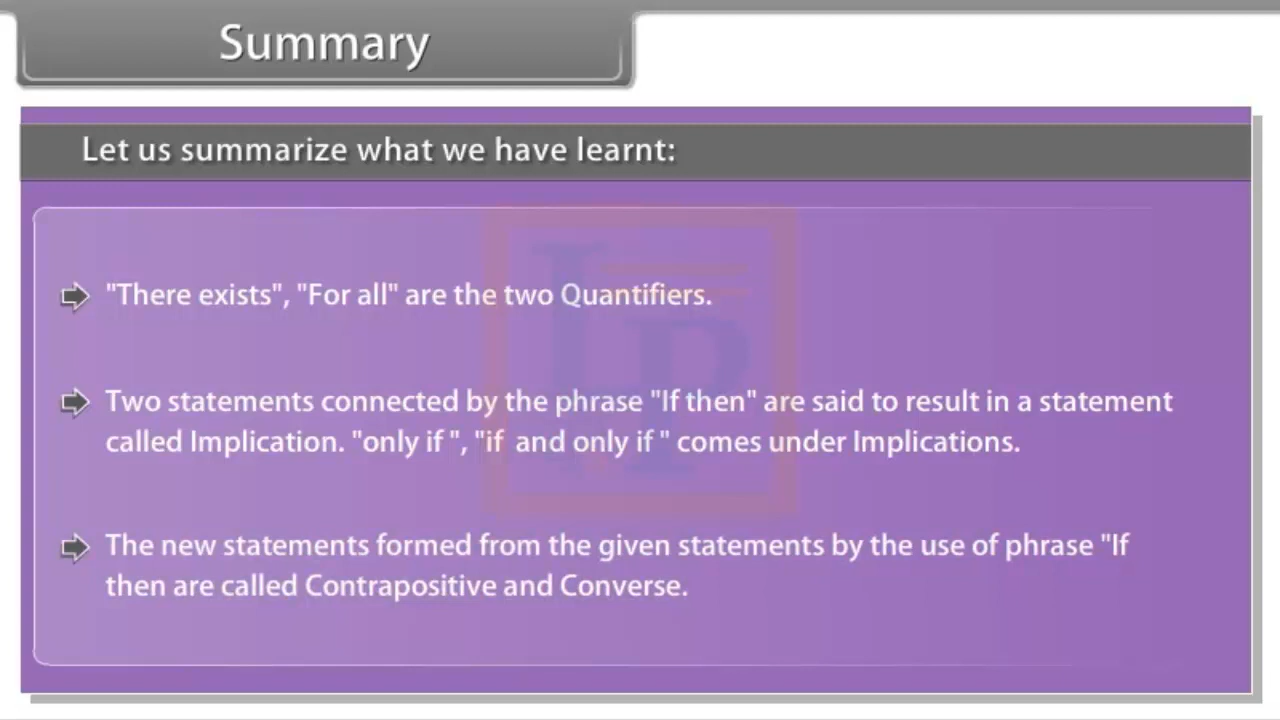 Summary
Let us summarize what we have learnt:
"There exists", "For all" are the two Quantifiers.
Two statements connected by the phrase "If then" are said to result in a statement
called Implication. "only if ", "if  and only if " comes under Implications.
The new statements formed from the given statements by the use of phrase "If
then are called Contrapositive and Converse.